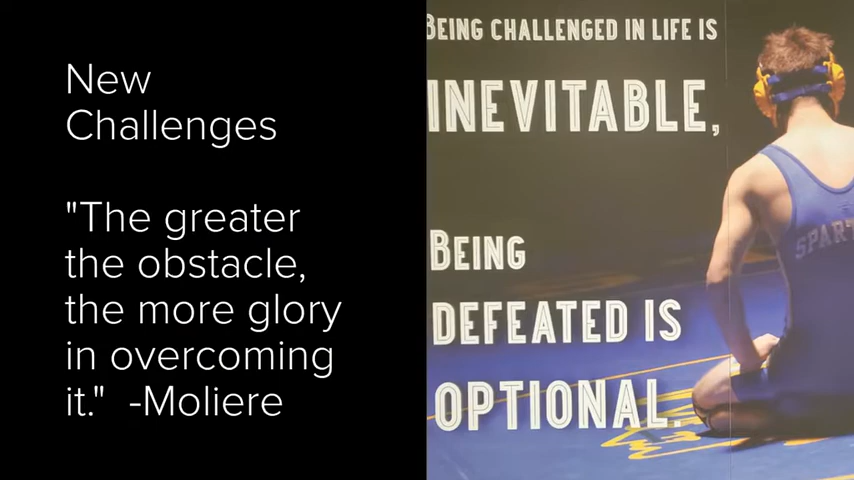 New
Challenges
"The greater
the obstacle,
the more glory
in overcoming
it." -Moliere
BEING CHALLENGED IN LIFE IS
INEVITABLE,
BEING
DEFEATED IS
OPTIONAL.
SPART